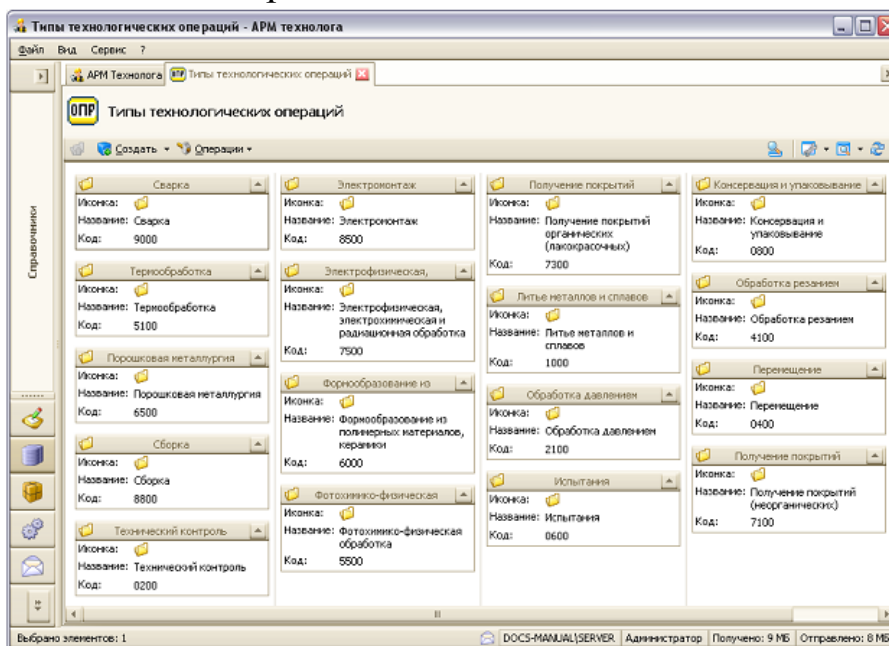 Типы технологических операций - АРМ технолога
Файл Вид Сервис ?
АРМ Технолога ОПР Типы технологических операций
ОПР Типы технологических операций
Создать Операции
Справочники
Сварка
Иконка:
Название: Сварка
Код: 9000
Термообработка
Иконка:
Название: Термообработка
Код: 5100
Порошковая металлургия
Иконка:
Название: Порошковая металлургия
Код: 6500
Сборка
Иконка:
Название: Сборка
Код: 8800
Технический контроль
Иконка:
Название: Технический контроль
Код: 0200
Электромонтаж
Иконка:
Название: Электромонтаж
Код: 8500
Электрофизическая,
Иконка:
Название: Электрофизическая,
электрохимическая и
радиационная обработка
Код: 7500
Формообразование из
Иконка:
Название: Формообразование из
полимерных материалов,
керамики
Код: 6000
Фотохимико-физическая
Иконка:
Название: Фотохимико-физическая
обработка
Код: 5500
Получение покрытий
Иконка:
Название: Получение покрытий
органических
(лакокрасочных)
Код: 7300
Литье металлов и сплавов
Иконка:
Название: Литье металлов и
сплавов
Код: 1000
Обработка давлением
Иконка:
Название: Обработка давлением
Код: 2100
Испытания
Иконка:
Название: Испытания
Код: 0600
Консервация и упаковывание
Иконка:
Название: Консервация и
упаковывание
Код: 0800
Обработка резанием
Иконка:
Название: Обработка резанием
Код: 4100
Перемещение
Иконка:
Название: Перемещение
Код: 0400
Получение покрытий
Иконка:
Название: Получение покрытий
(неорганических)
Код: 7100
Выбрано элементов: 1 DOCS-MANUAL\SERVER Администратор Получено: 9 МБ Отправлено: 8 МБ